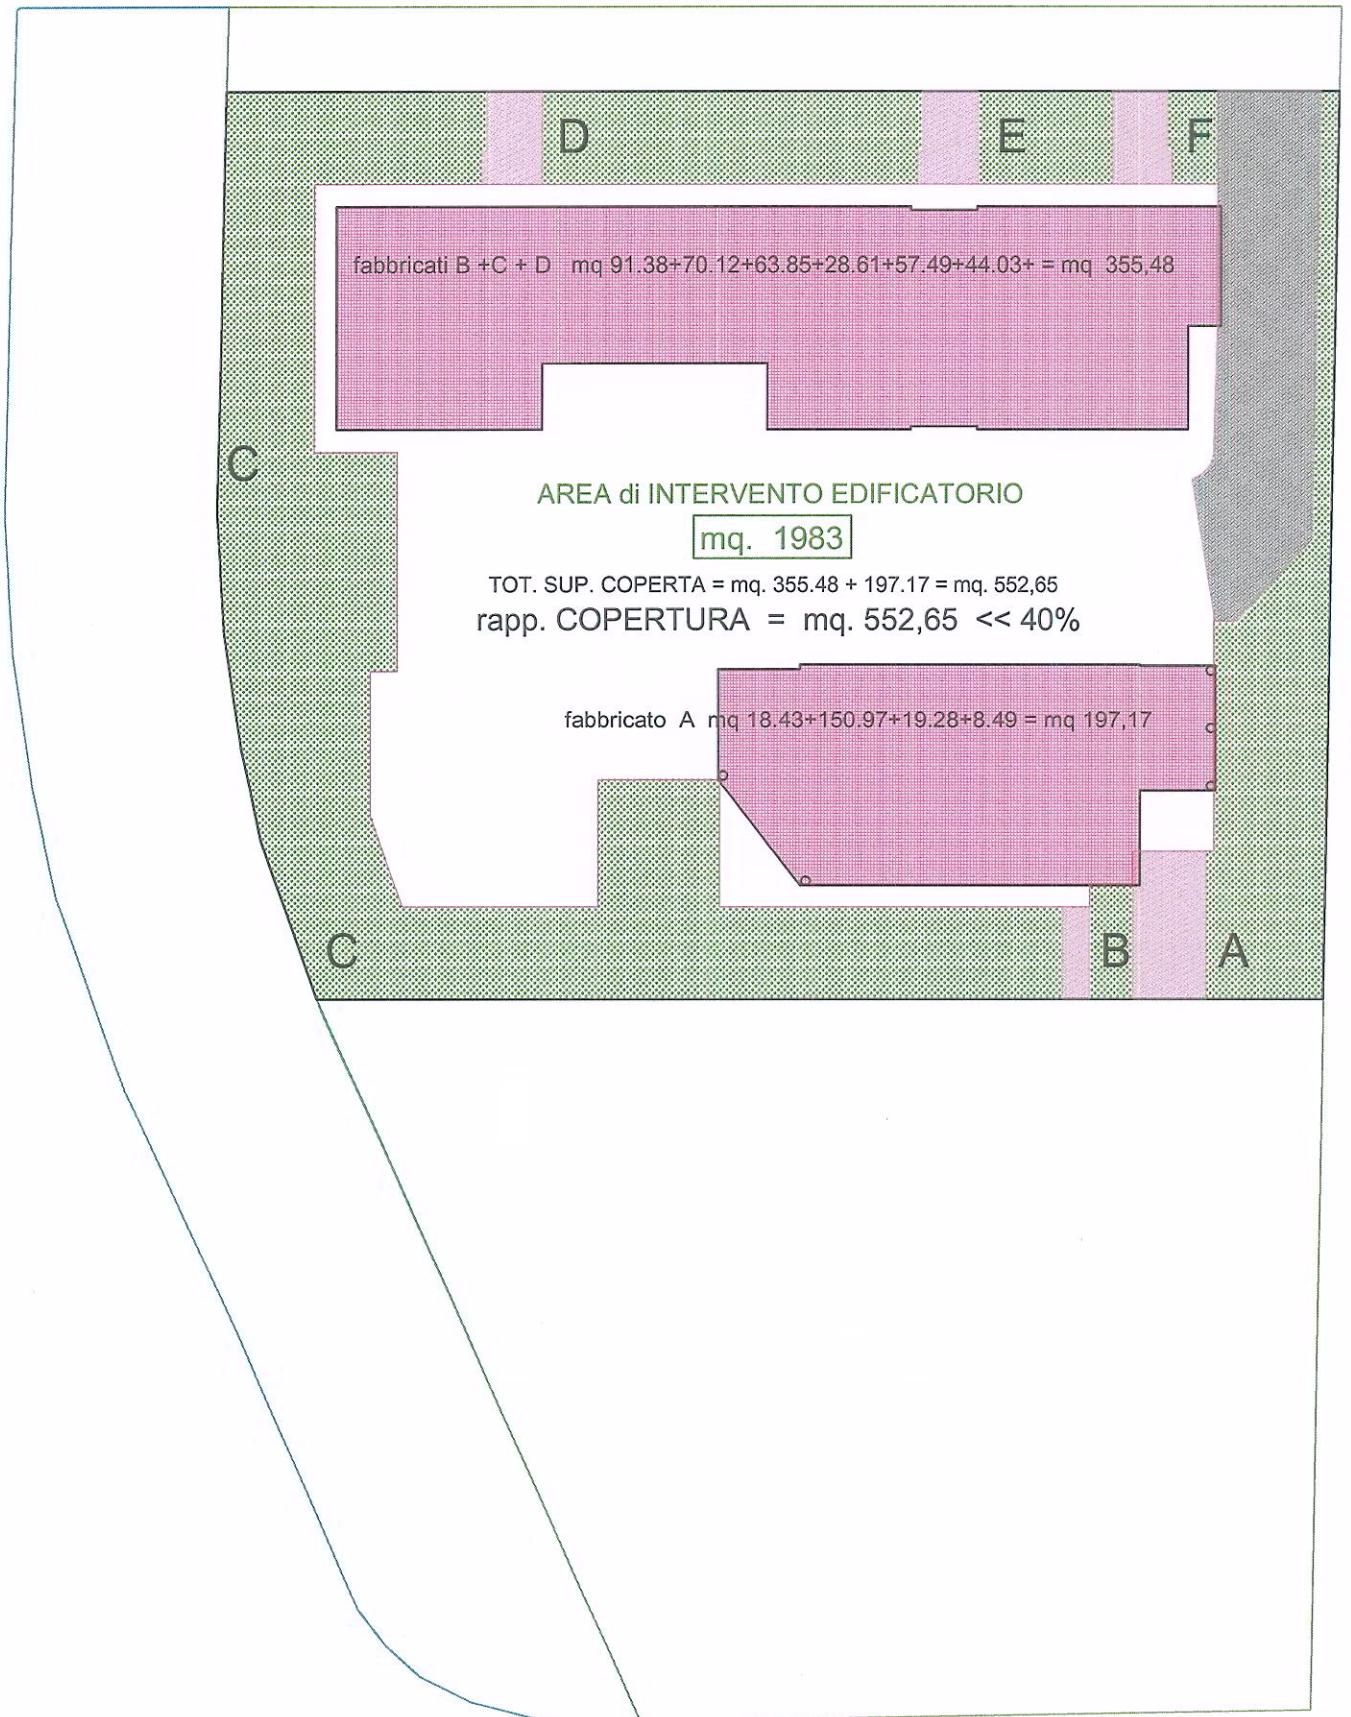 D
E
F
fabbricati B +C + D mq 91.38+70.12+63.85+28.61+57.49+44.03+ = mq 355,48
C
AREA di INTERVENTO EDIFICATORIO
mq. 1983
TOT. SUP. COPERTA = mq. 355.48 + 197.17 = mq. 552,65
rapp. COPERTURA = mq. 552,65 << 40%
fabbricato A mq 18.43+150.97+19.28+8.49 = mq 197,17
C
B
A